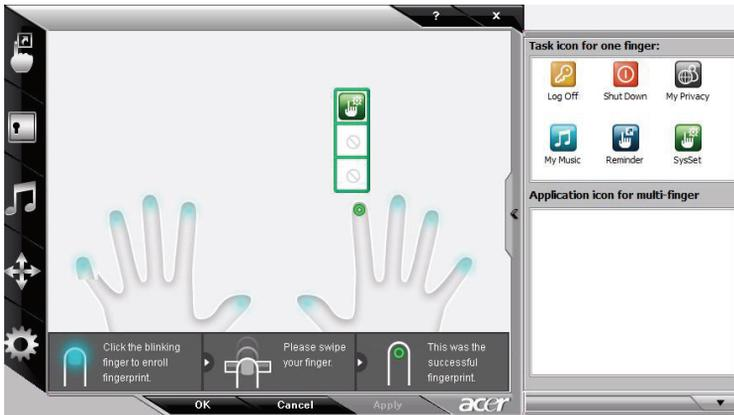 ? x
Task icon for one finger:
Log Off Shut Down My Privacy
My Music Reminder SysSet
Application icon for multi-finger
Click the blinking
finger to enroll
fingerprint.
Please swipe
your finger.
This was the
successful
fingerprint.
OK Cancel Apply acer